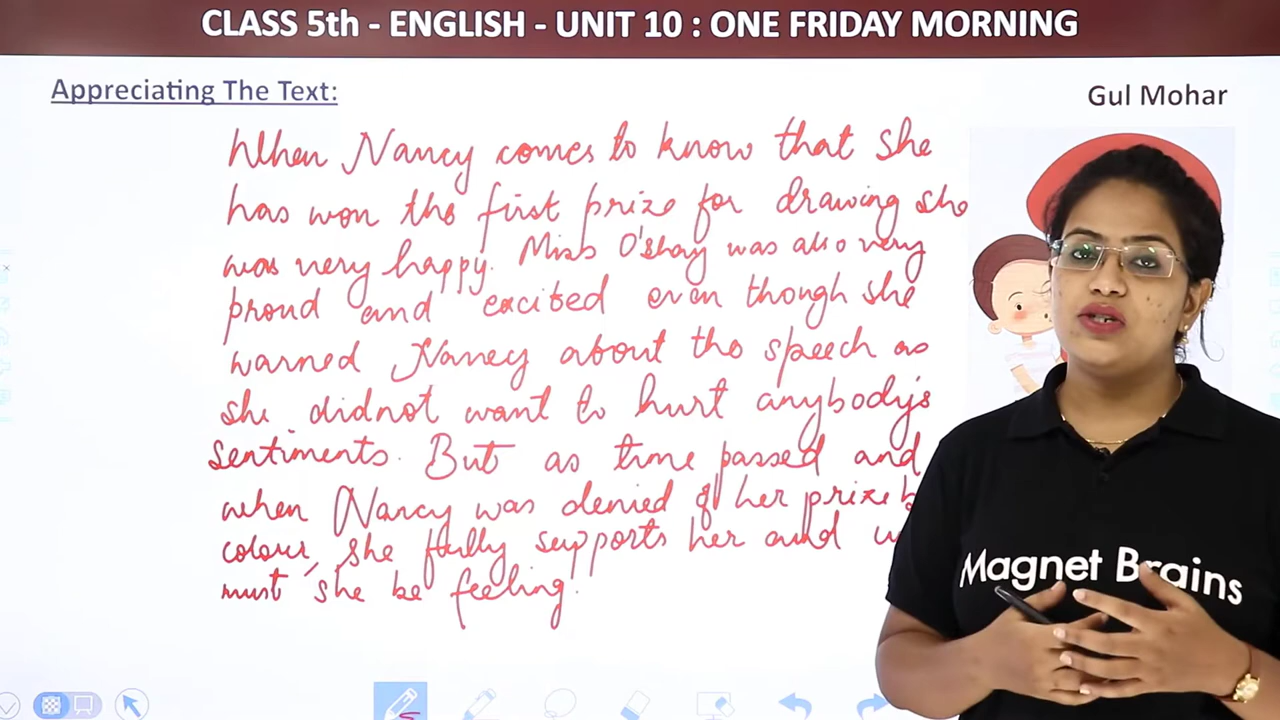 CLASS 5th - ENGLISH - UNIT 10 : ONE FRIDAY MORNING
Appreciating The Text:
Gul Mohar
When Nancy comes to know that She
has won the first prize for drawing she
was very happy. Miss O'shay was also very
proud and excited even though she
warned Nancy about the speech as
she didnot want to hurt anybody's
sentiments. But as time passed and
when Nancy was denied of her prize
colour, she fully supports her and
must she be feeling.
Magnet Brains